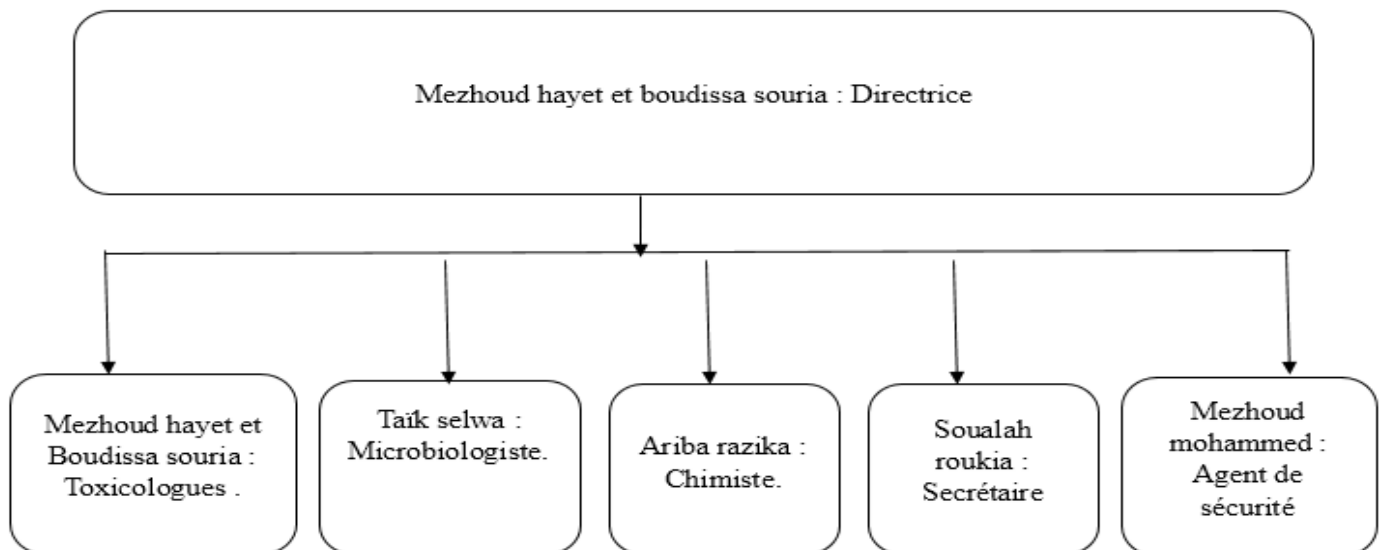 Mezhoud hayet et boudissa souria : Directrice
Mezhoud hayet et
Boudissa souria :
Toxicologues .
Taïk selwa :
Microbiologiste.
Ariba razika :
Chimiste.
Soualah
roukia :
Secrétaire
Mezhoud
mohammed :
Agent de
sécurité